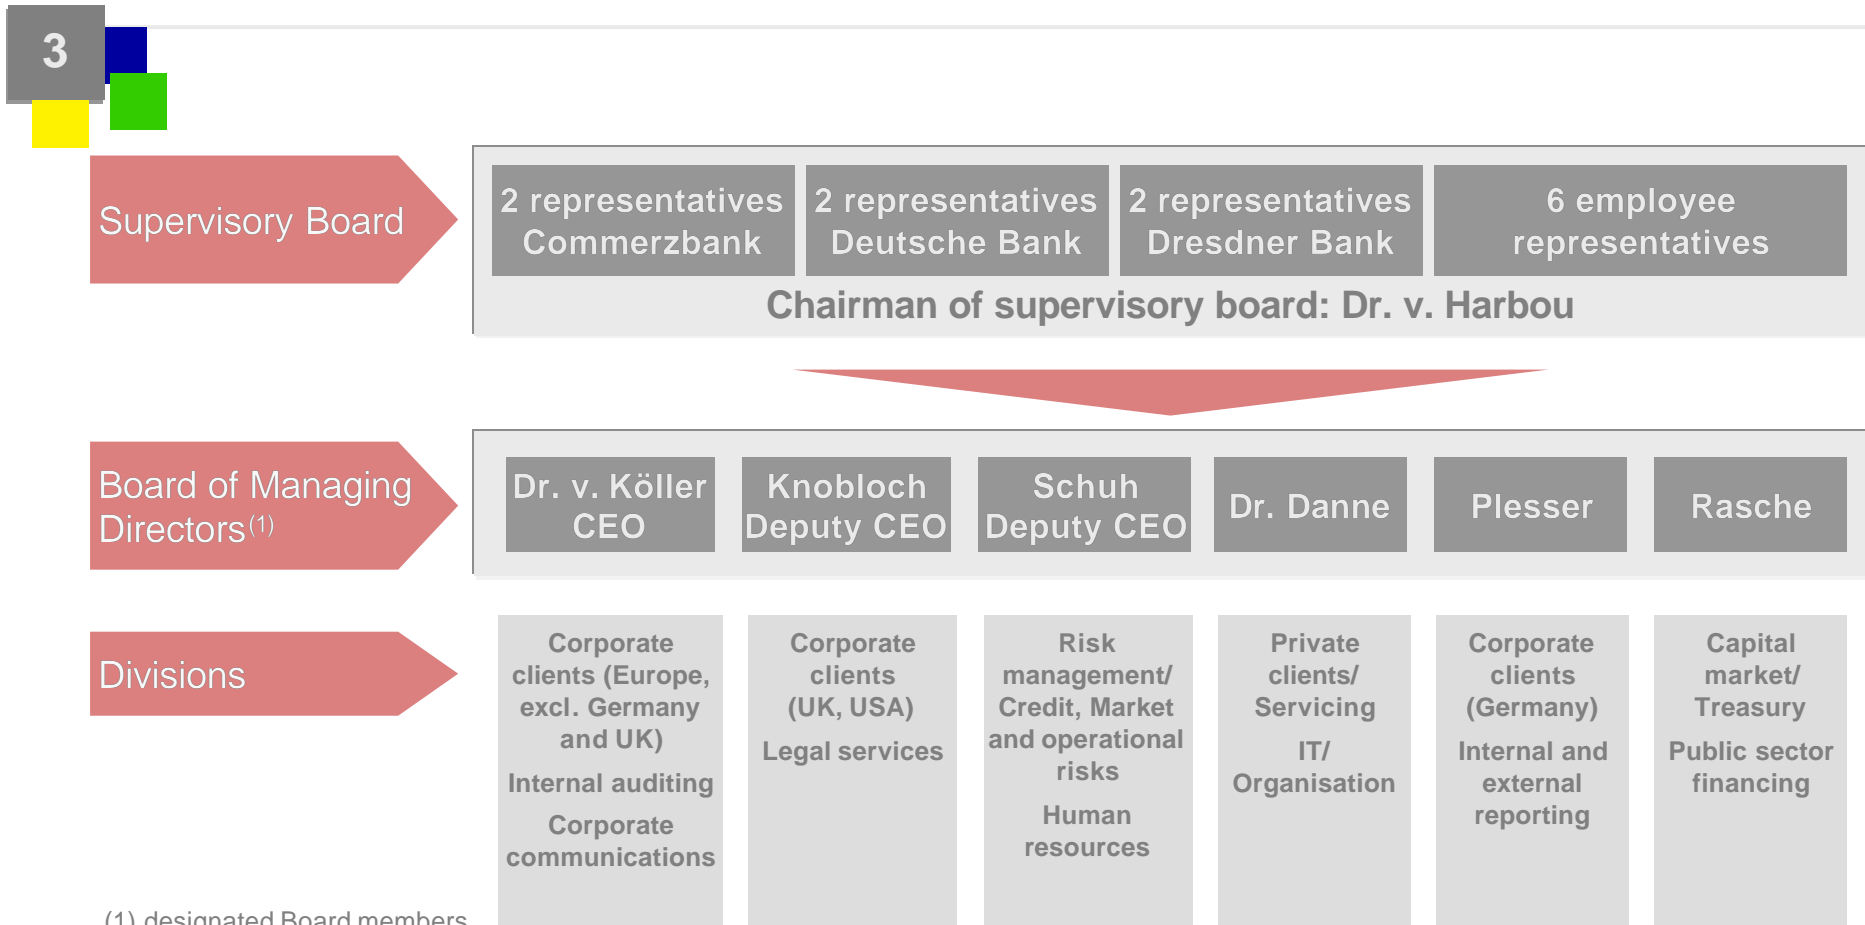 3
Supervisory Board
2 representatives
Commerzbank
2 representatives
Deutsche Bank
2 representatives
Dresdner Bank
6 employee
representatives
Chairman of supervisory board: Dr. v. Harbou
Board of Managing
Directors(1)
Dr. v. Köller
CEO
Knobloch
Deputy CEO
Schuh
Deputy CEO
Dr. Danne
Plesser
Rasche
Divisions
Corporate
clients (Europe,
excl. Germany
and UK)
Internal auditing
Corporate
communications
Corporate
clients
(UK, USA)
Legal services
Risk
management/
Credit, Market
and operational
risks
Human
resources
Private
clients/
Servicing
IT/
Organisation
Corporate
clients
(Germany)
Internal and
external
reporting
Capital
market/
Treasury
Public sector
financing
(1) designated Board members